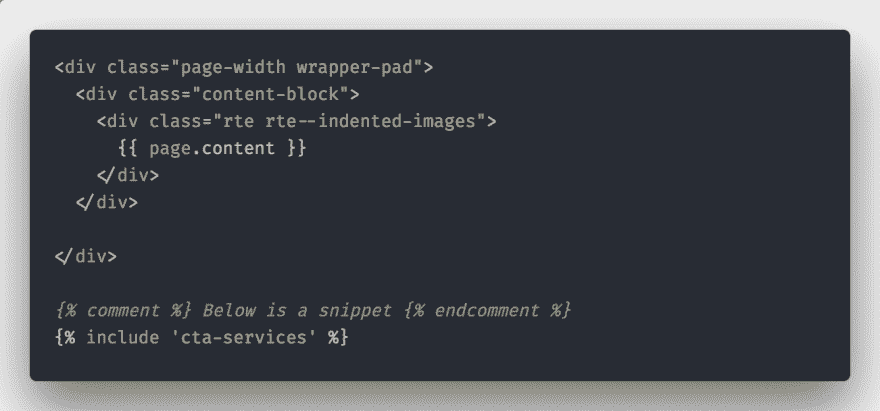 <div class="page-width wrapper-pad">
  <div class="content-block">
    <div class="rte rte--indented-images">
      {{ page.content }}
    </div>
  </div>

</div>

{% comment %} Below is a snippet {% endcomment %}
{% include 'cta-services' %}